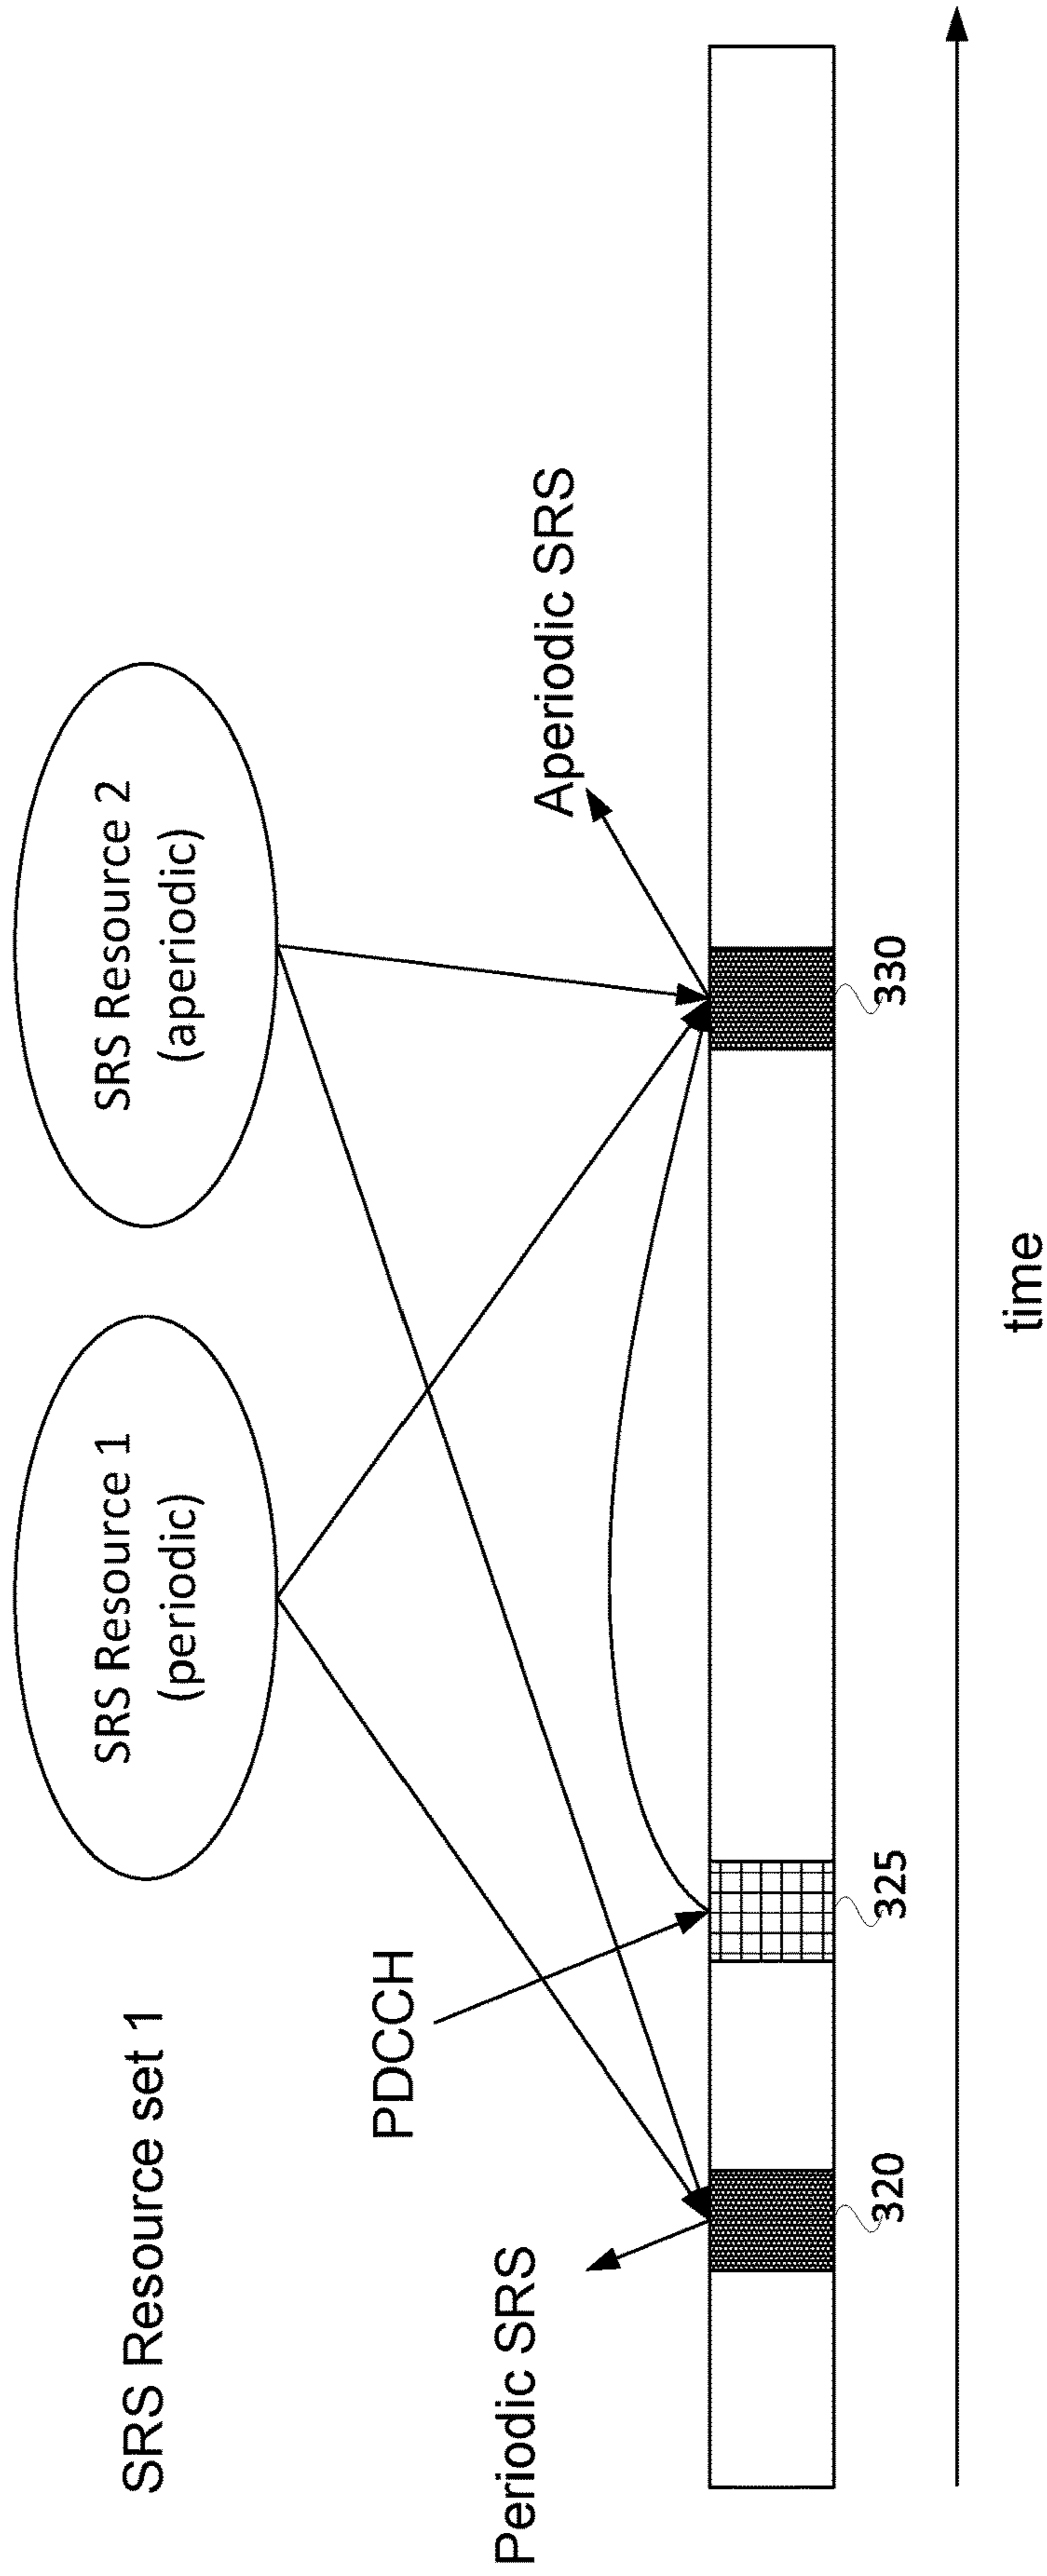 SRS Resource set 1
SRS Resource 1
(periodic)
SRS Resource 2
(aperiodic)
PDCCH
Periodic SRS
Aperiodic SRS
320
325
330
time